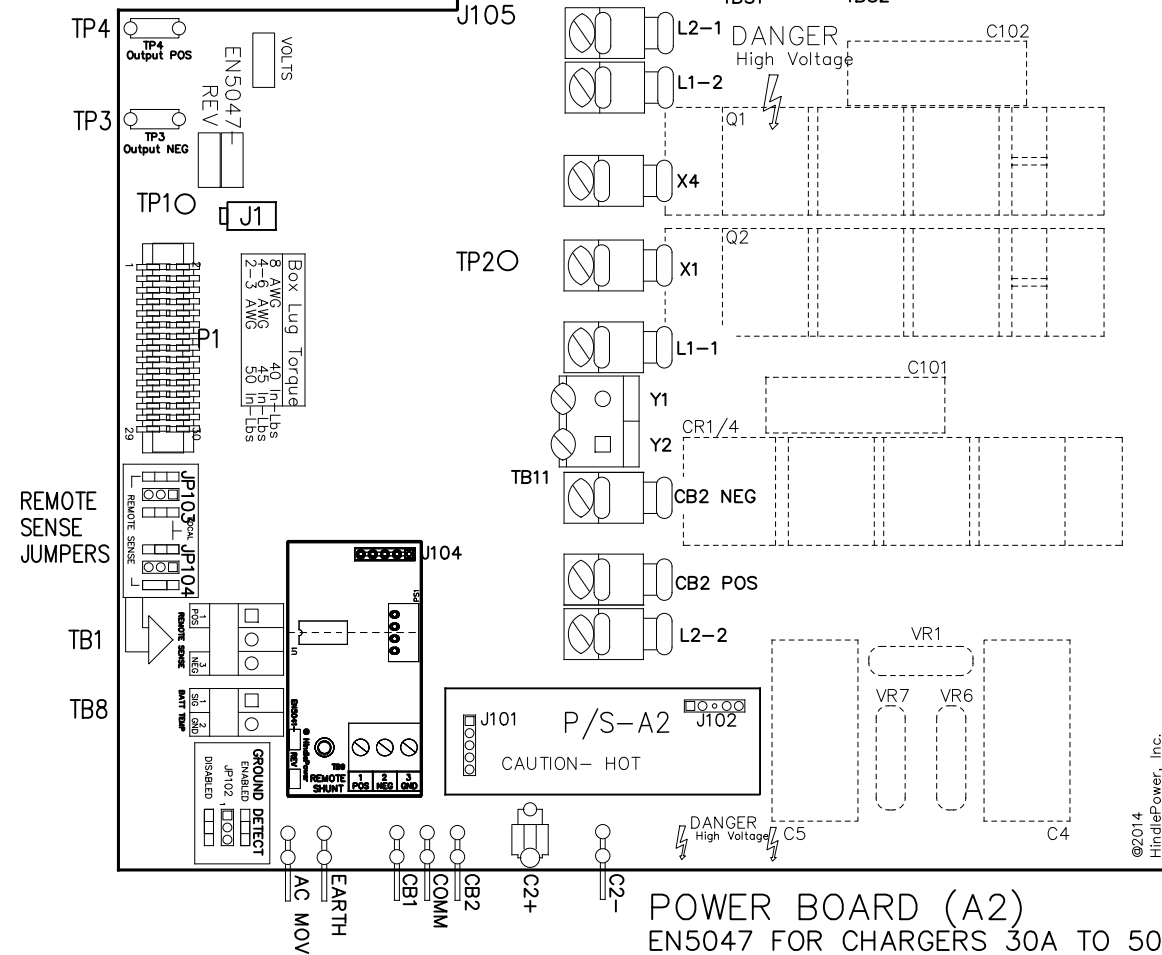 J105
TP4
TP4
Output POS
VOLTS
EN5047-
REV
TP3
TP3
Output NEG
TP1
J1
L2-1
DANGER
High Voltage
C102
L1-2
Q1
X4
TP2
X1
Q2
L1-1
1
2
P1
29
30
Box Lug Torque
8 AWG 40 In-Lbs
4-6 AWG 45 In-Lbs
2-3 AWG 50 In-Lbs
Y1
Y2
TB11
C101
CR1/4
CB2 NEG
CB2 POS
L2-2
REMOTE
SENSE
JUMPERS
JP103
LOCAL
REMOTE SENSE
JP104
J104
PS1
TB1
POS 1
REMOTE SENSE
NEG 3
TB8
SIG 1
BATT TEMP
GND 2
EN5041-
REV
© HindlePower
TB9
REMOTE
SHUNT
1 2 3
POS NEG GND
GROUND DETECT
ENABLED
JP102
1
DISABLED
J101
P/S-A2
J102
CAUTION- HOT
VR1
VR7
VR6
C5
C4
DANGER
High Voltage
©2014
HindlePower, Inc.
AC MOV
EARTH
CB1
COMM
CB2
C2+
C2-
POWER BOARD (A2)
EN5047 FOR CHARGERS 30A TO 50